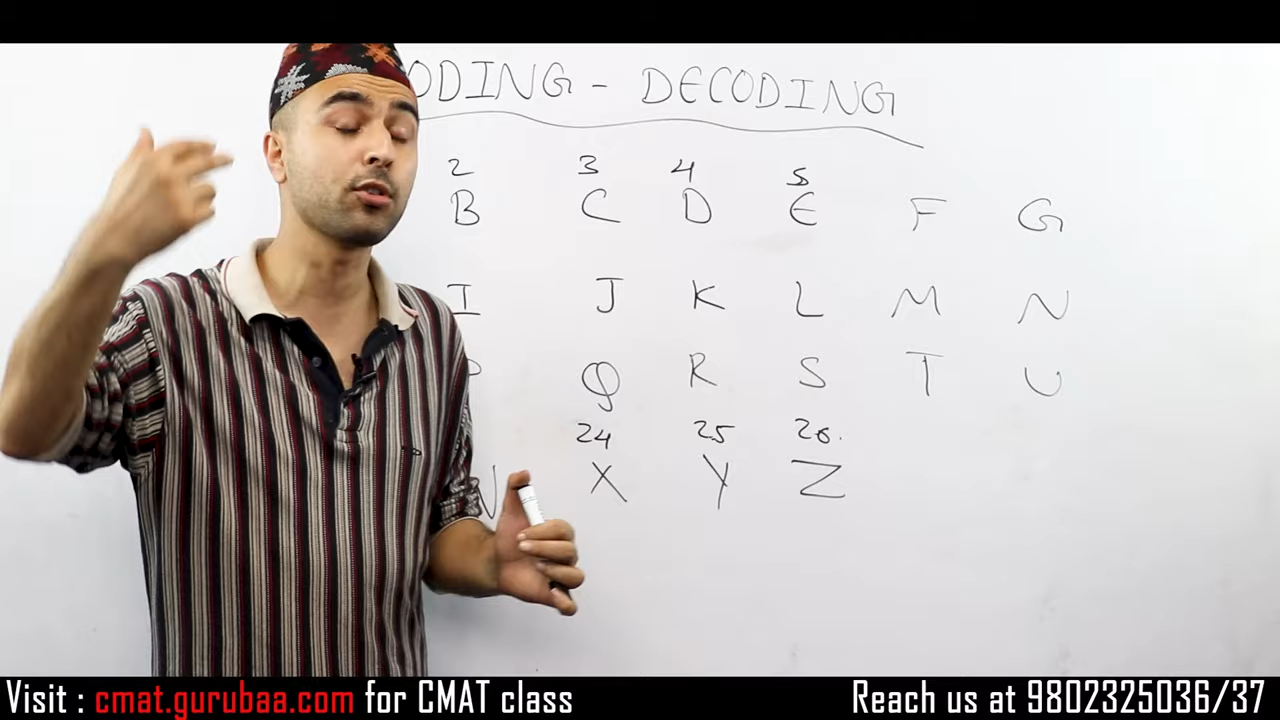 ODING - DECODING
2 3 4 5
B C D E F G
I J K L M N
Q R S T U
24 25 26.
X Y Z
Visit : cmat.gurubaa.com for CMAT class Reach us at 9802325036/37